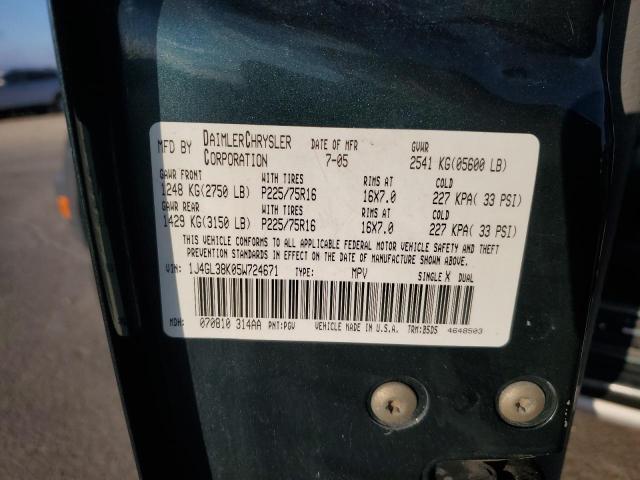 MFD BY DAIMLERCHRYSLER CORPORATION DATE OF MFR 7-05 GVWR 2541 KG(05600 LB)
GAWR FRONT WITH TIRES RIMS AT COLD
1248 KG(2750 LB) P225/75R16 16X7.0 227 KPA( 33 PSI)
GAWR REAR WITH TIRES RIMS AT COLD
1429 KG(3150 LB) P225/75R16 16X7.0 227 KPA( 33 PSI)
THIS VEHICLE CONFORMS TO ALL APPLICABLE FEDERAL MOTOR VEHICLE SAFETY AND THEFT
PREVENTION STANDARDS IN EFFECT ON THE DATE OF MANUFACTURE SHOWN ABOVE.
VIN: 1J4GL38K05W724671 TYPE: MPV SINGLE X DUAL
MDH: 070810 314AA PNT:PGV VEHICLE MADE IN U.S.A. TRM:B5D5 4648503